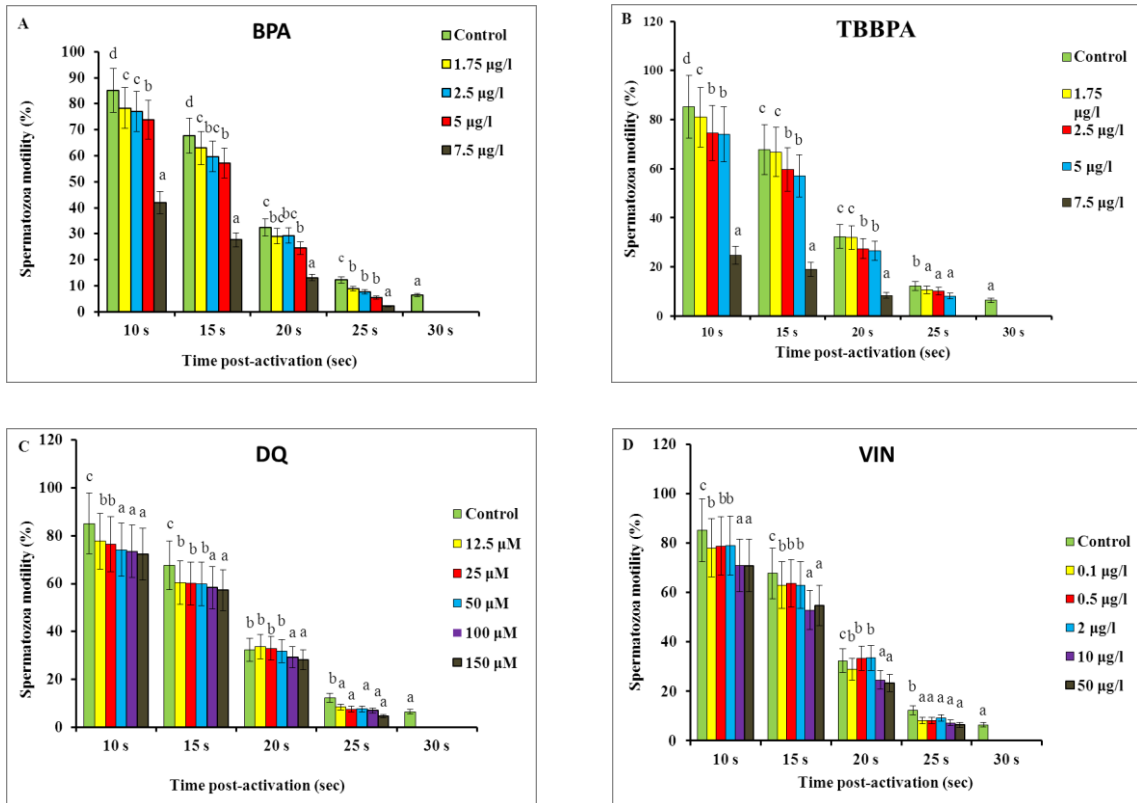 A
BPA
Spermatozoa motility (%)
100
90
80
70
60
50
40
30
20
10
0
d c c b a
d c bc b a
c bc bc b a
c b b b a
a
10 s 15 s 20 s 25 s 30 s
Time post-activation (sec)
Control
1.75 µg/l
2.5 µg/l
5 µg/l
7.5 µg/l
B
TBBPA
Spermatozoa motility (%)
120
100
80
60
40
20
0
d c b b a
c c b b a
c c b b a
b a a a
a
10 s 15 s 20 s 25 s 30 s
Time post-activation (sec)
Control
1.75
µg/l
2.5 µg/l
5 µg/l
7.5 µg/l
C
DQ
Spermatozoa motility (%)
120
100
80
60
40
20
0
c bb a a a
c b b b a a
b b b b a a
b a a a a a
a
10 s 15 s 20 s 25 s 30 s
Time post-activation (sec)
Control
12.5 µM
25 µM
50 µM
100 µM
150 µM
D
VIN
Spermatozoa motility (%)
120
100
80
60
40
20
0
c b bb a a
c b b b a a
c b b b a a
b aa a a a
a
10 s 15 s 20 s 25 s 30 s
Time post-activation (sec)
Control
0.1 µg/l
0.5 µg/l
2 µg/l
10 µg/l
50 µg/l